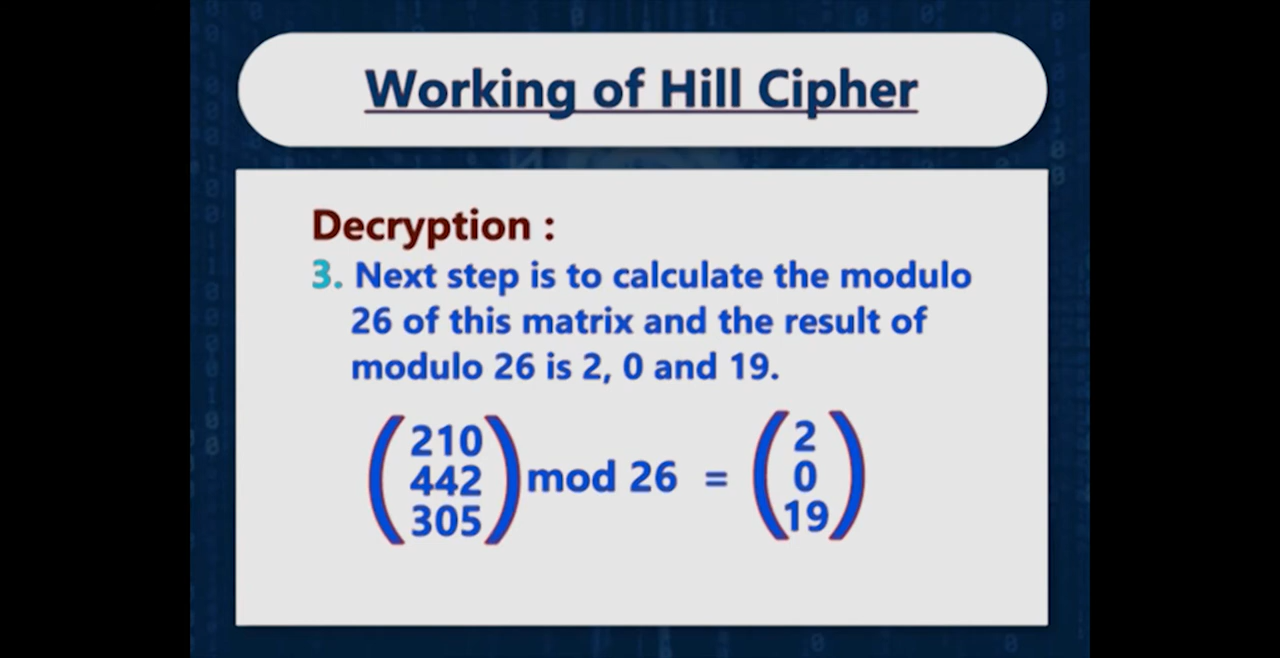 Working of Hill Cipher
Decryption :
3. Next step is to calculate the modulo
26 of this matrix and the result of
modulo 26 is 2, 0 and 19.
210
442
305
mod 26 =
2
0
19